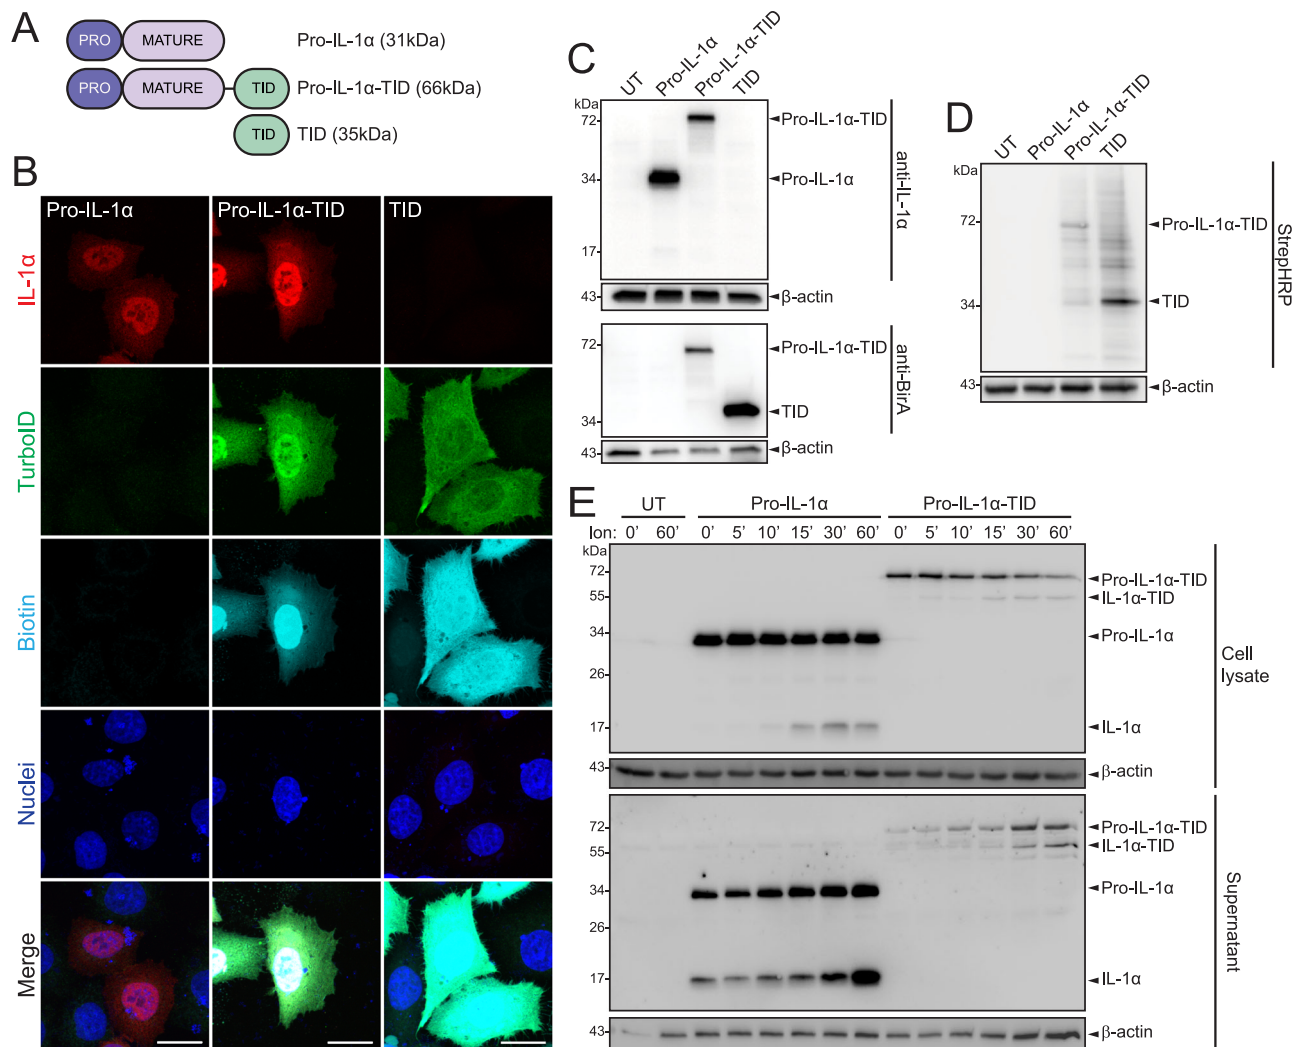 A
PRO MATURE Pro-IL-1α (31kDa)
PRO MATURE TID Pro-IL-1α-TID (66kDa)
TID TID (35kDa)
B
Pro-IL-1α Pro-IL-1α-TID TID
IL-1α
TurboID
Biotin
Nuclei
Merge
C
UT Pro-IL-1α Pro-IL-1α-TID TID
kDa
72 Pro-IL-1α-TID
34 Pro-IL-1α
17
anti-IL-1α
43 β-actin
72 Pro-IL-1α-TID
34 TID
anti-BirA
43 β-actin
D
UT Pro-IL-1α Pro-IL-1α-TID TID
kDa
72 Pro-IL-1α-TID
34 TID
StrepHRP
43 β-actin
E
UT Pro-IL-1α Pro-IL-1α-TID
Ion: 0' 60' 0' 5' 10' 15' 30' 60' 0' 5' 10' 15' 30' 60'
kDa
72 Pro-IL-1α-TID
55 IL-1α-TID
34 Pro-IL-1α
26
17 IL-1α
Cell lysate
43 β-actin
72 Pro-IL-1α-TID
55 IL-1α-TID
34 Pro-IL-1α
26
17 IL-1α
Supernatant
43 β-actin